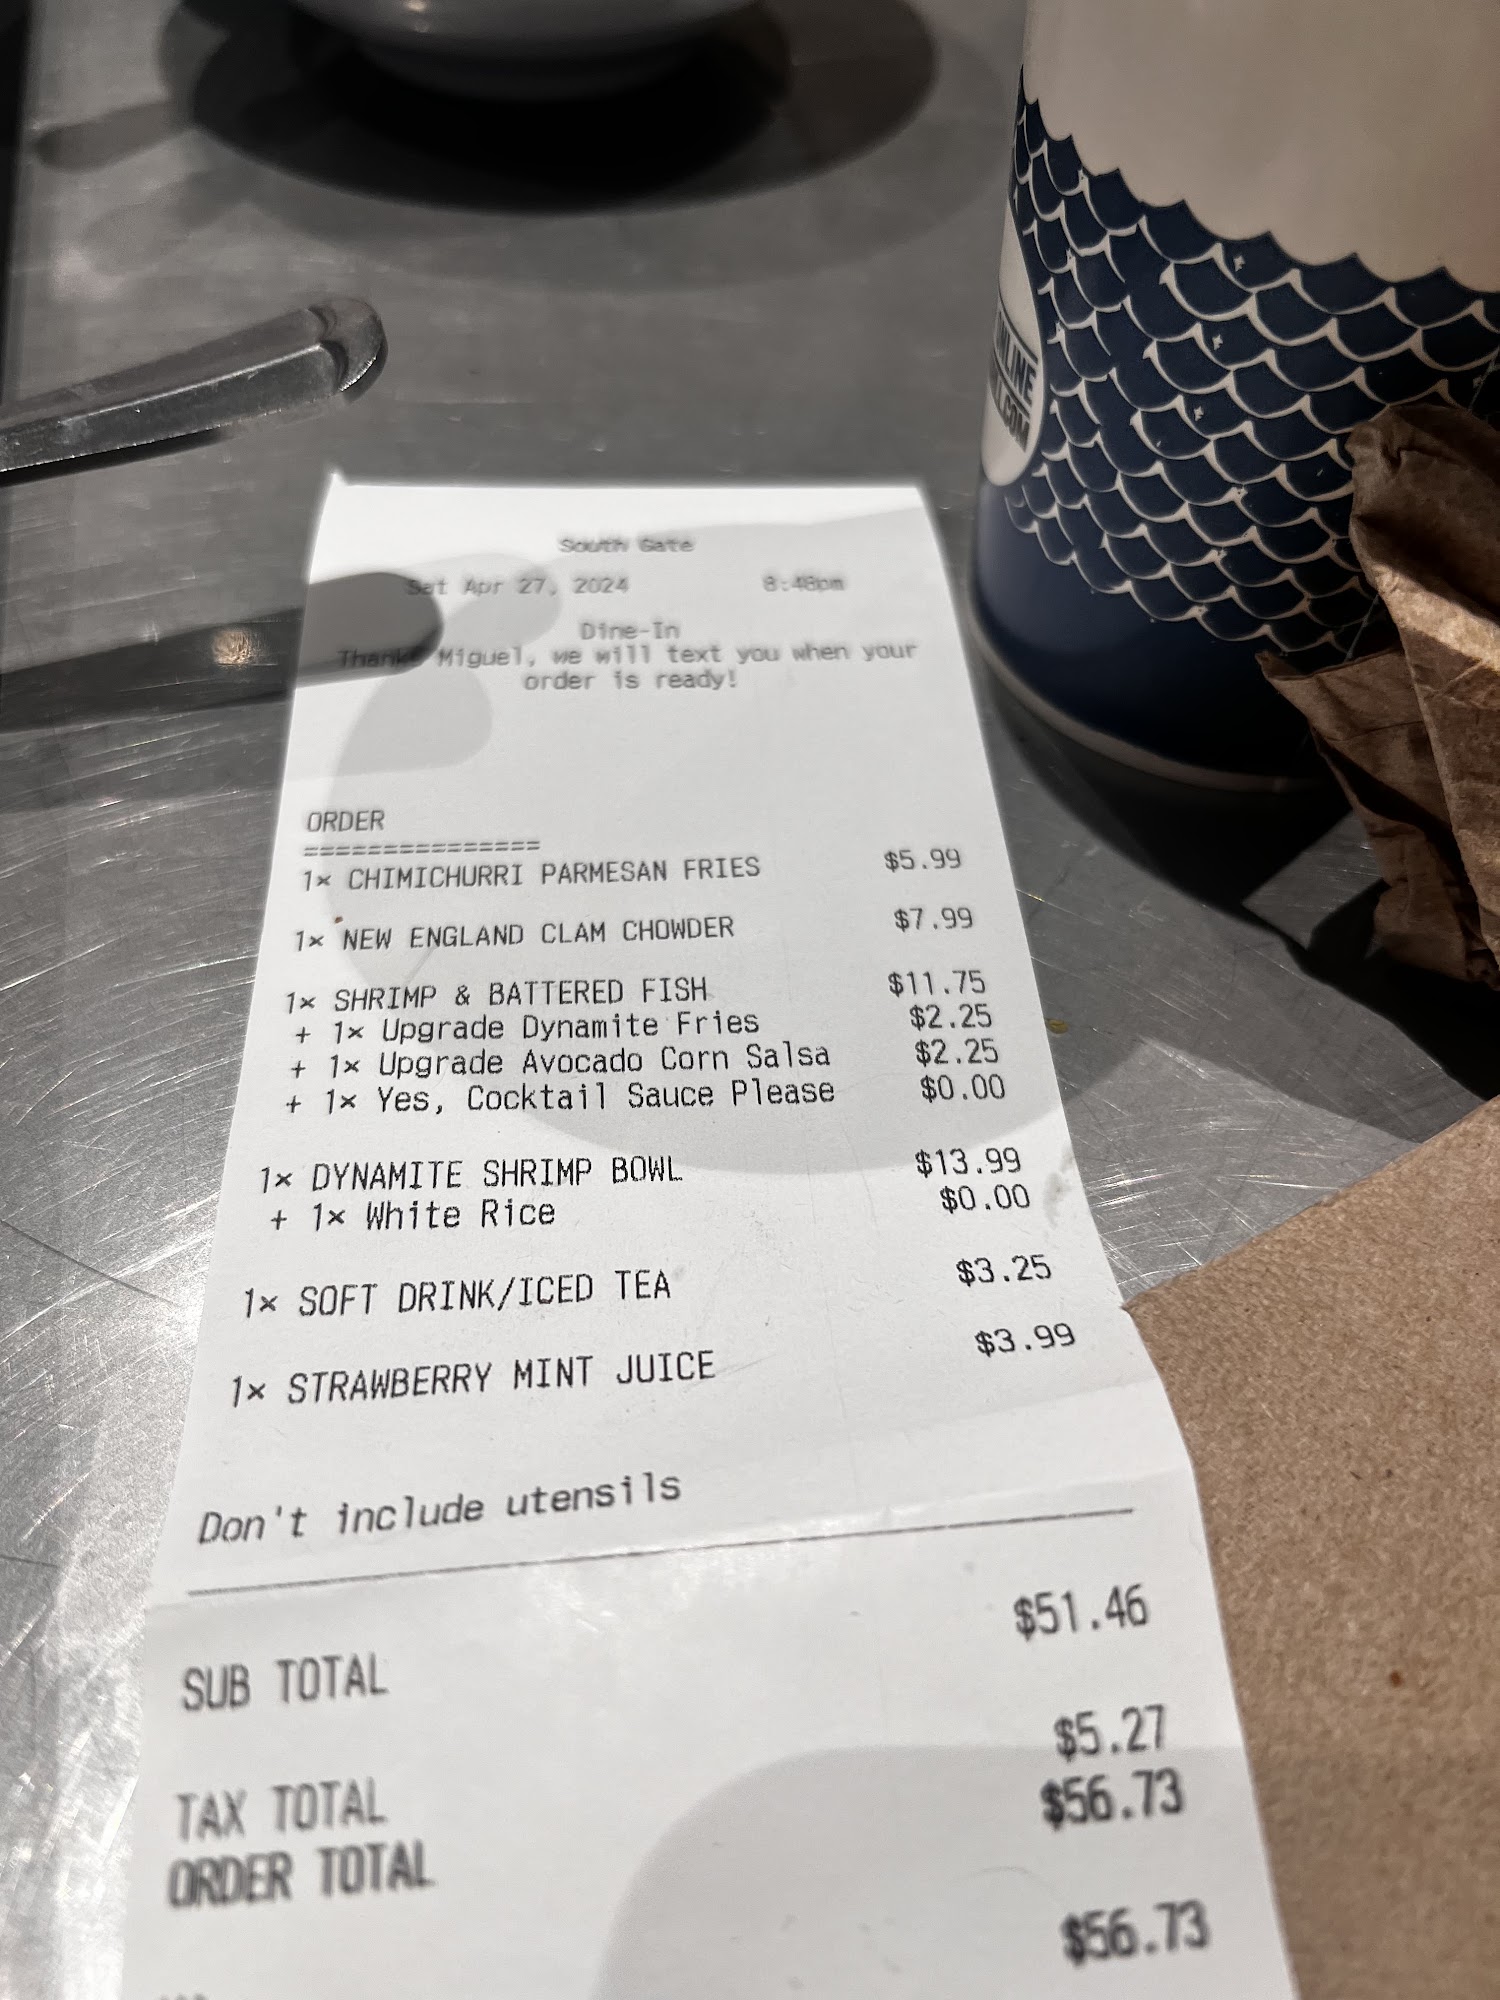 South Gate
Sat Apr 27, 2024 8:48pm
Dine-In
Thanks Miguel, we will text you when your
order is ready!
ORDER
===============
1x CHIMICHURRI PARMESAN FRIES $5.99
1x NEW ENGLAND CLAM CHOWDER $7.99
1x SHRIMP & BATTERED FISH $11.75
+ 1x Upgrade Dynamite Fries $2.25
+ 1x Upgrade Avocado Corn Salsa $2.25
+ 1x Yes, Cocktail Sauce Please $0.00
1x DYNAMITE SHRIMP BOWL $13.99
+ 1x White Rice $0.00
1x SOFT DRINK/ICED TEA $3.25
1x STRAWBERRY MINT JUICE $3.99
Don't include utensils
SUB TOTAL $51.46
TAX TOTAL $5.27
ORDER TOTAL $56.73
$56.73